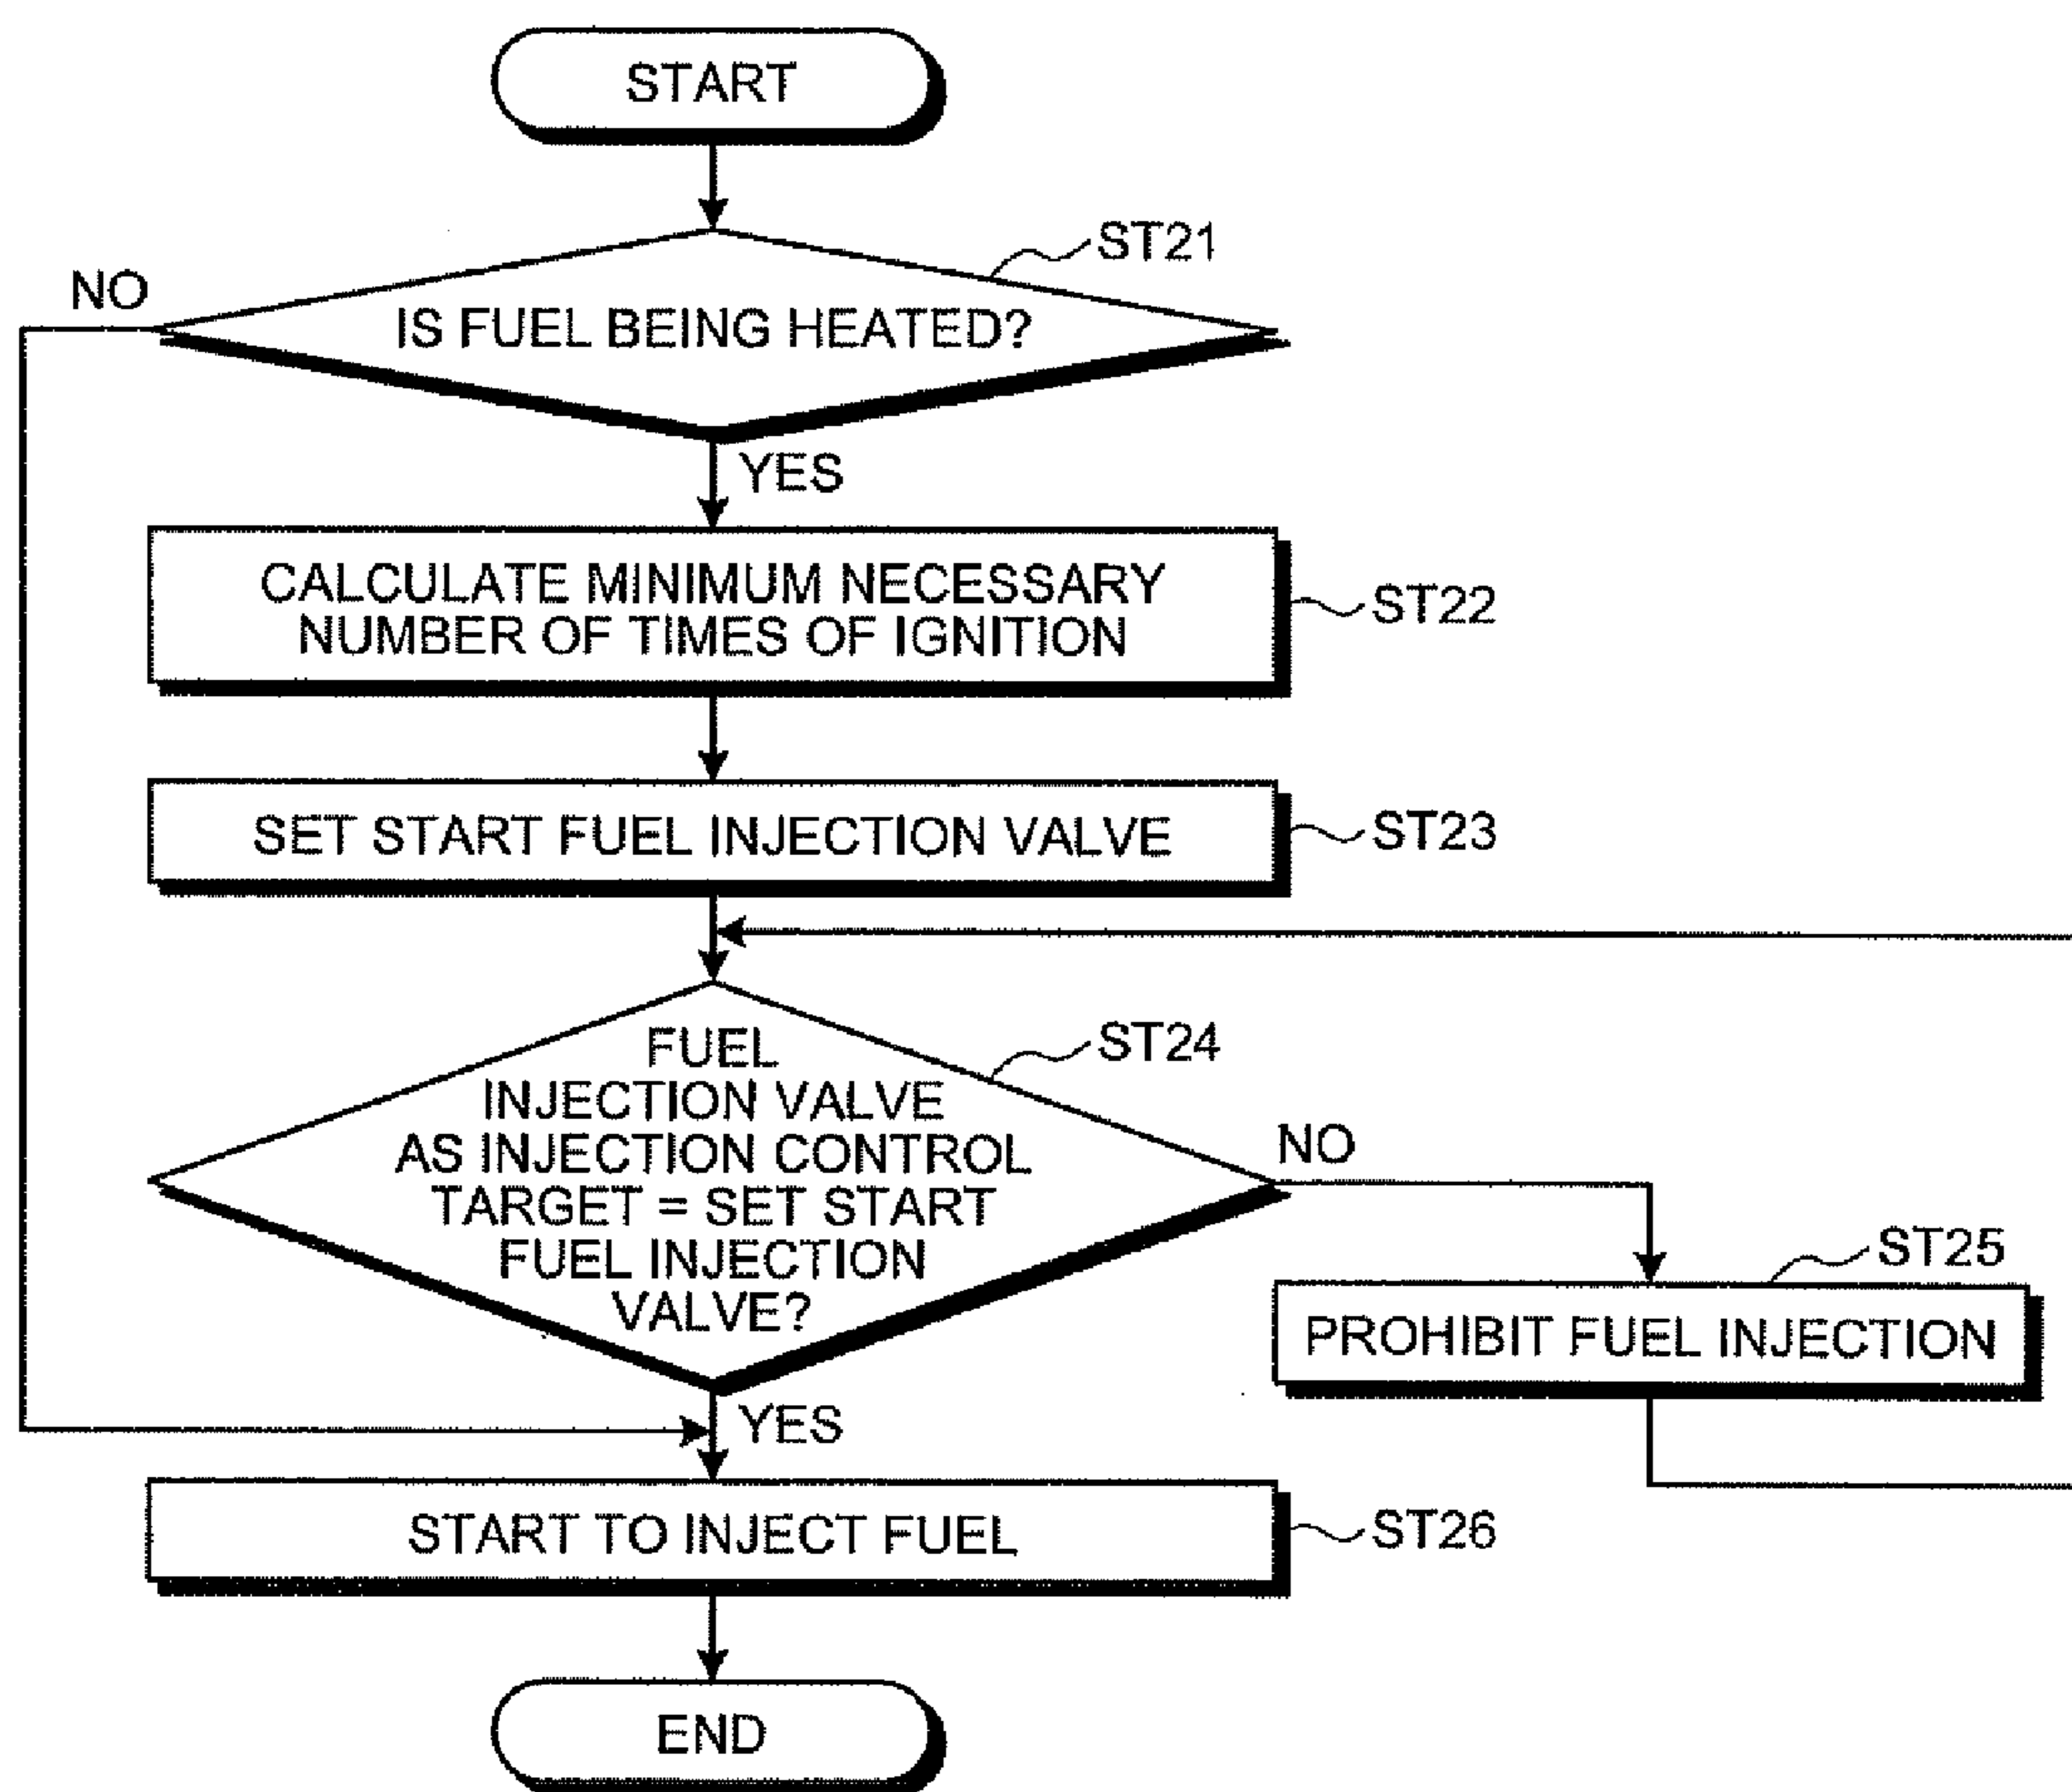 START
ST21
NO
IS FUEL BEING HEATED?
YES
CALCULATE MINIMUM NECESSARY
NUMBER OF TIMES OF IGNITION
ST22
SET START FUEL INJECTION VALVE
ST23
FUEL
INJECTION VALVE
AS INJECTION CONTROL
TARGET = SET START
FUEL INJECTION
VALVE?
ST24
NO
ST25
PROHIBIT FUEL INJECTION
YES
START TO INJECT FUEL
ST26
END